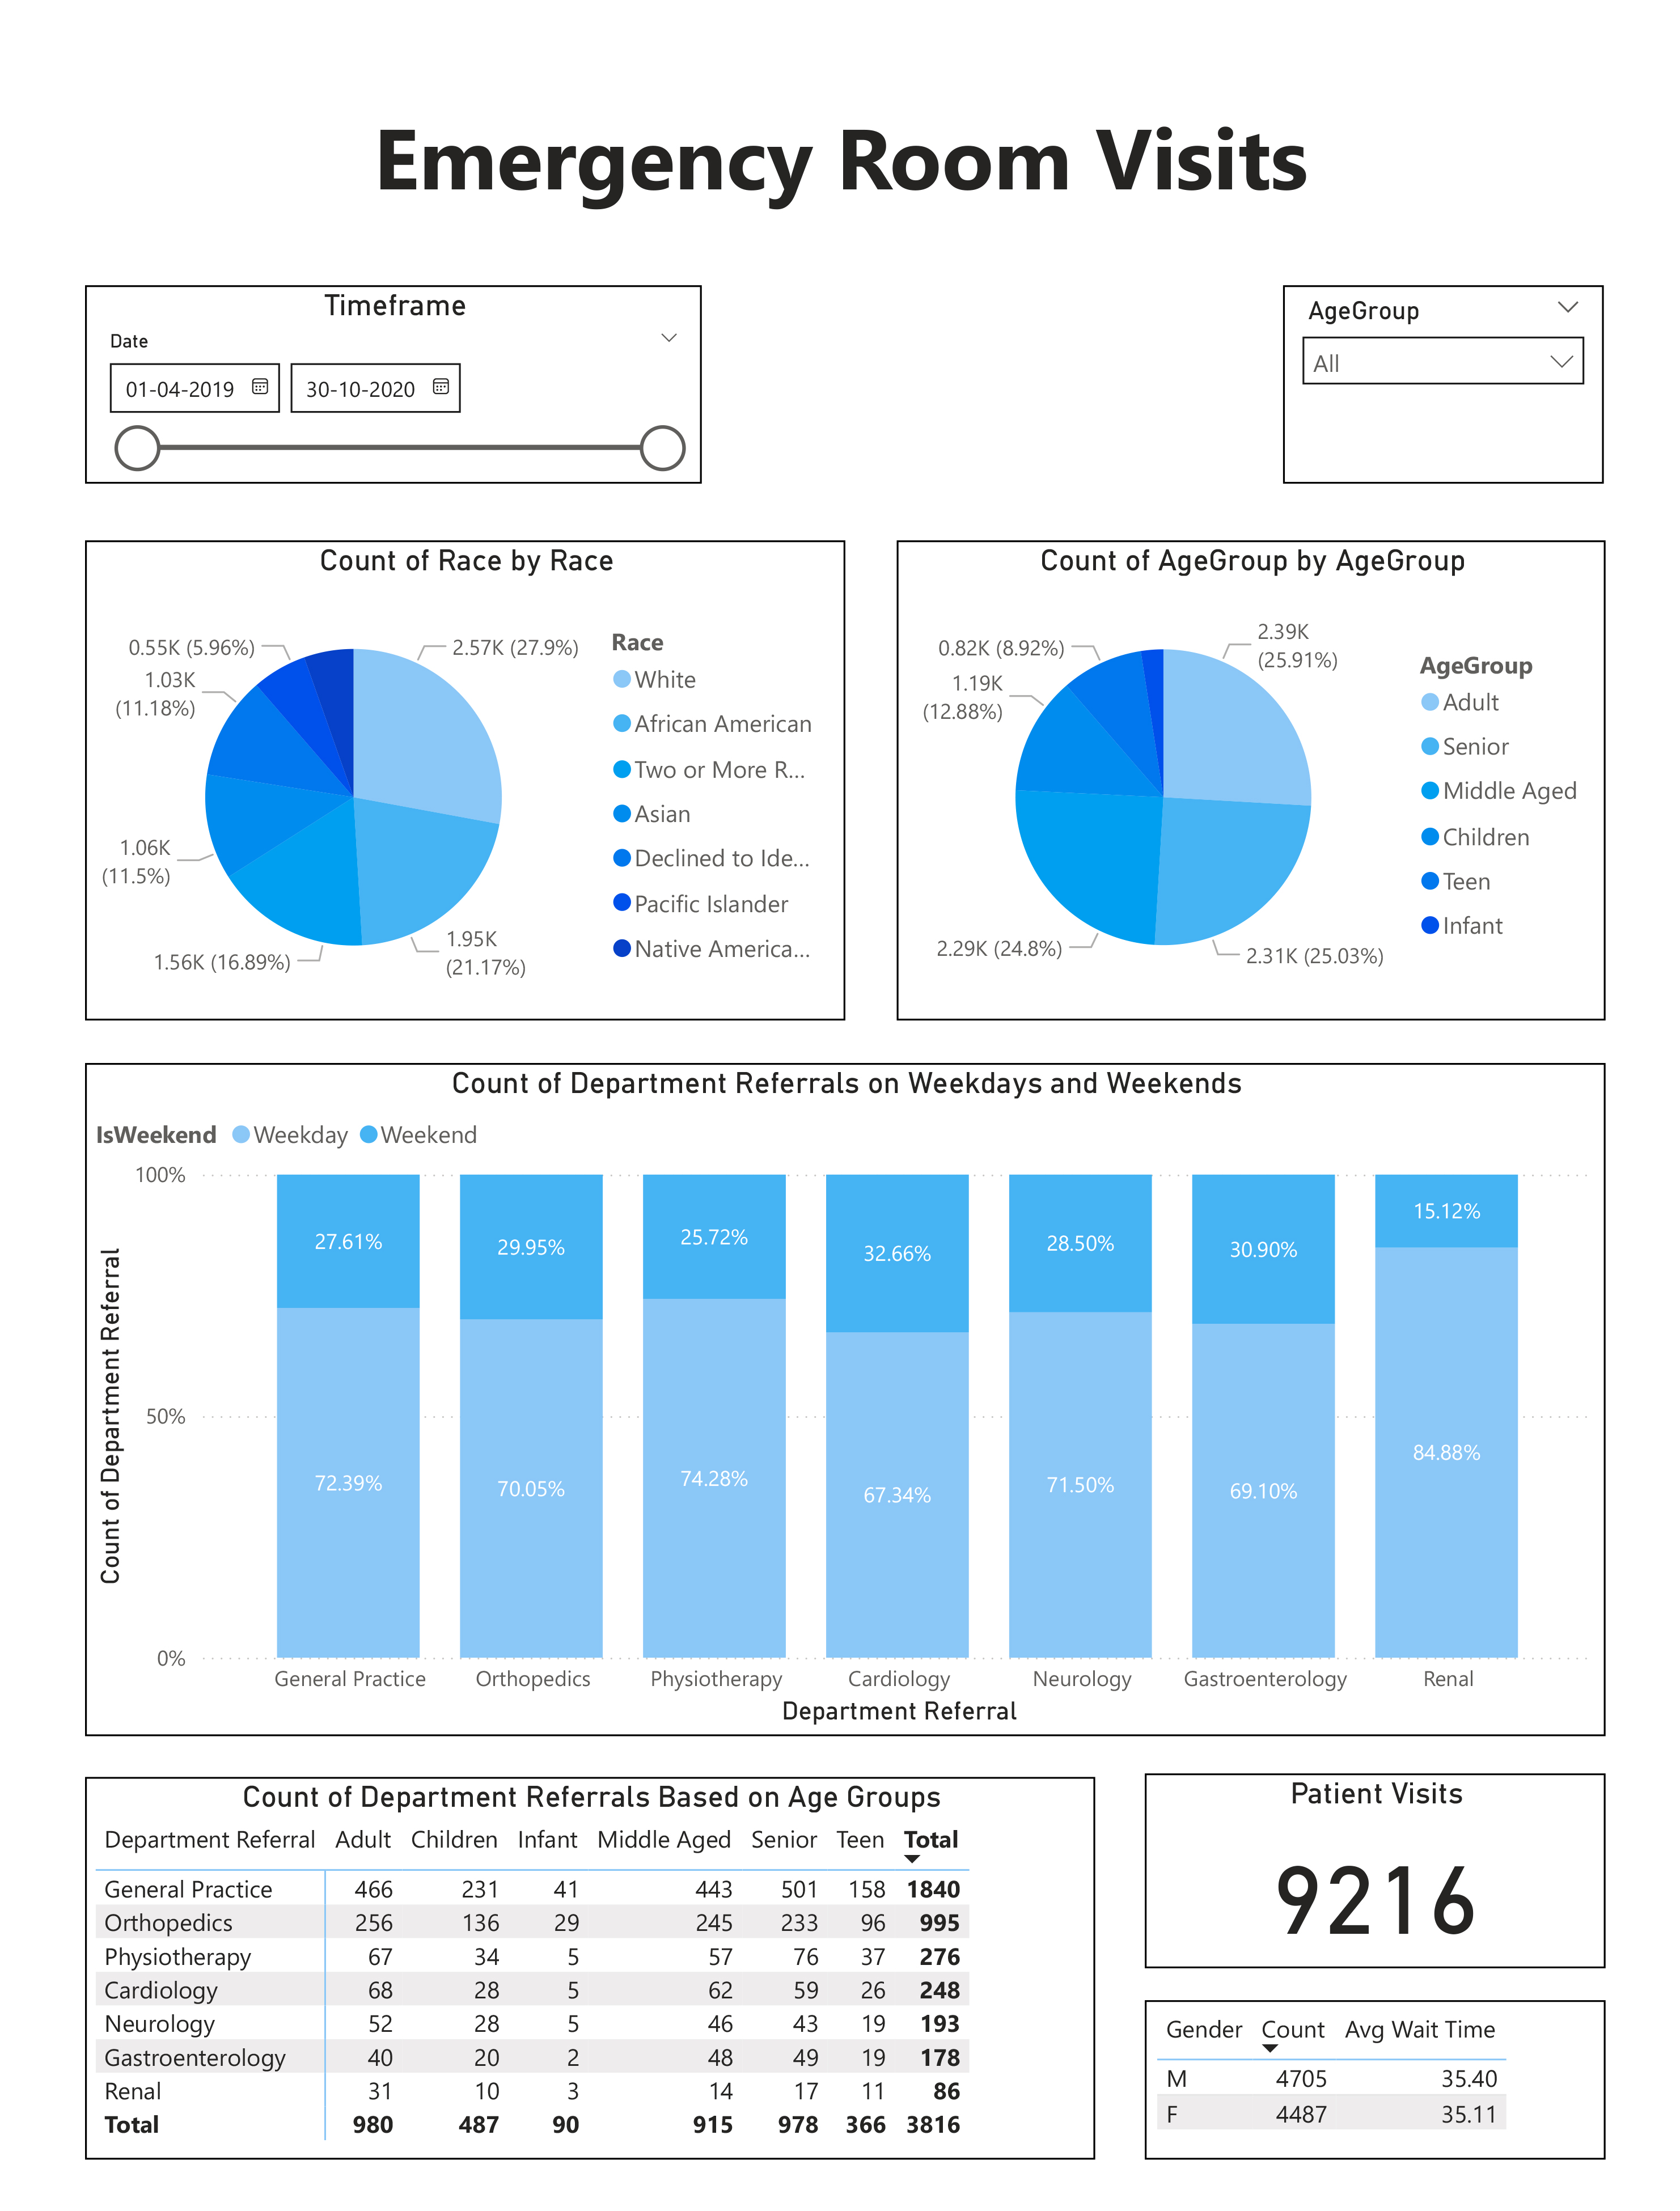 Emergency Room Visits
Timeframe
Date
01-04-2019 30-10-2020
AgeGroup
All
Count of Race by Race
0.55K (5.96%)
1.03K
(11.18%)
1.06K
(11.5%)
1.56K (16.89%)
1.95K
(21.17%)
2.57K (27.9%)
Race
White
African American
Two or More R...
Asian
Declined to Ide...
Pacific Islander
Native America...
Count of AgeGroup by AgeGroup
0.82K (8.92%)
1.19K
(12.88%)
2.29K (24.8%)
2.31K (25.03%)
2.39K
(25.91%)
AgeGroup
Adult
Senior
Middle Aged
Children
Teen
Infant
Count of Department Referrals on Weekdays and Weekends
IsWeekend Weekday Weekend
Count of Department Referral
100%
50%
0%
27.61% 29.95% 25.72% 32.66% 28.50% 30.90% 15.12%
72.39% 70.05% 74.28% 67.34% 71.50% 69.10% 84.88%
General Practice Orthopedics Physiotherapy Cardiology Neurology Gastroenterology Renal
Department Referral
Count of Department Referrals Based on Age Groups
Department Referral Adult Children Infant Middle Aged Senior Teen Total
General Practice 466 231 41 443 501 158 1840
Orthopedics 256 136 29 245 233 96 995
Physiotherapy 67 34 5 57 76 37 276
Cardiology 68 28 5 62 59 26 248
Neurology 52 28 5 46 43 19 193
Gastroenterology 40 20 2 48 49 19 178
Renal 31 10 3 14 17 11 86
Total 980 487 90 915 978 366 3816
Patient Visits
9216
Gender Count Avg Wait Time
M 4705 35.40
F 4487 35.11